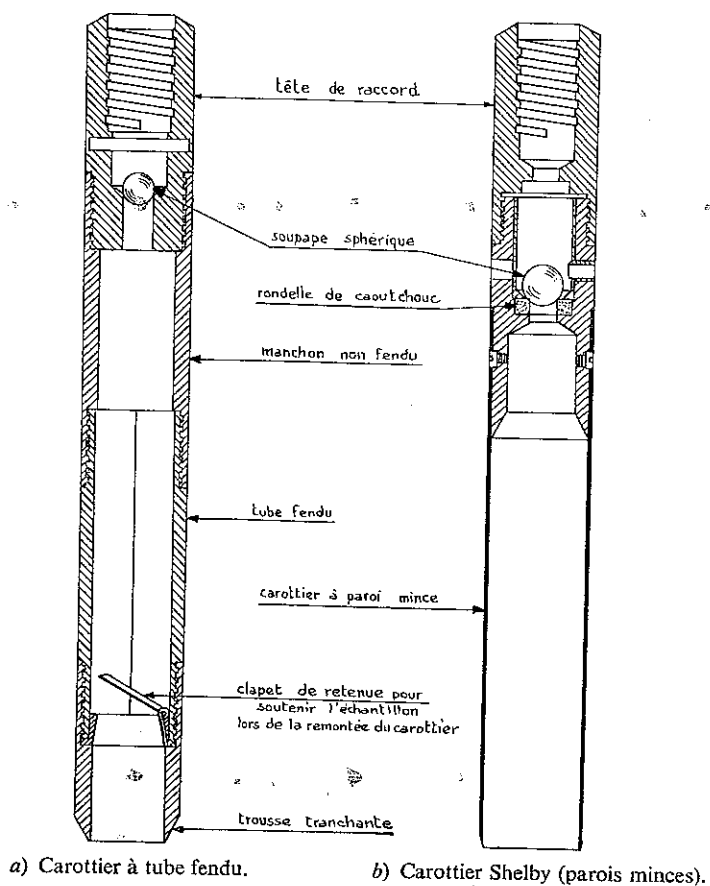 tête de raccord
soupape sphérique
rondelle de caoutchouc
manchon non fendu
tube fendu
carottier à paroi mince
clapet de retenue pour
soutenir l'échantillon
lors de la remontée du carottier
trousse tranchante
a) Carottier à tube fendu.
b) Carottier Shelby (parois minces).